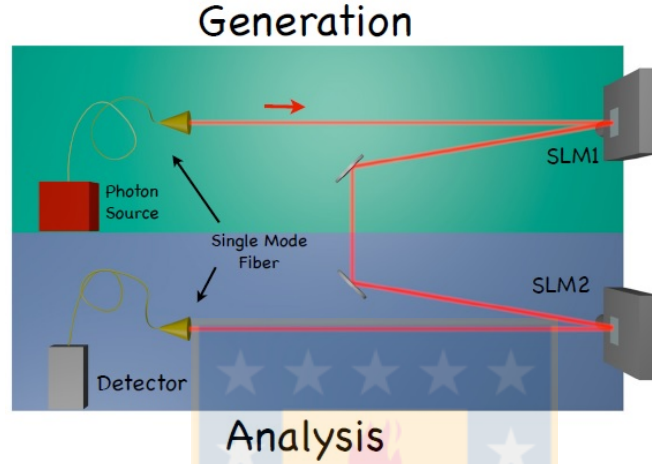 Generation
SLM1
Photon
Source
Single Mode
Fiber
SLM2
Detector
Analysis